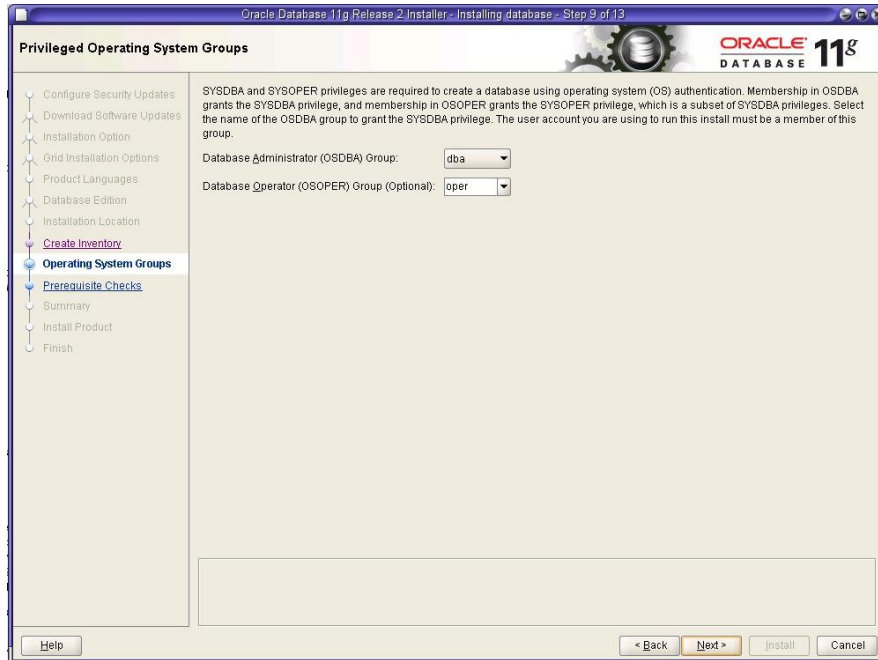 Oracle Database 11g Release 2 Installer - Installing database - Step 9 of 13
Privileged Operating System Groups
ORACLE
DATABASE
11g
Configure Security Updates
Download Software Updates
Installation Option
Grid Installation Options
Product Languages
Database Edition
Installation Location
Create Inventory
Operating System Groups
Prerequisite Checks
Summary
Install Product
Finish
SYSDBA and SYSOPER privileges are required to create a database using operating system (OS) authentication. Membership in OSDBA
grants the SYSDBA privilege, and membership in OSOPER grants the SYSOPER privilege, which is a subset of SYSDBA privileges. Select
the name of the OSDBA group to grant the SYSDBA privilege. The user account you are using to run this install must be a member of this
group.
Database Administrator (OSDBA) Group: dba
Database Operator (OSOPER) Group (Optional): oper
Help
< Back
Next >
Install
Cancel